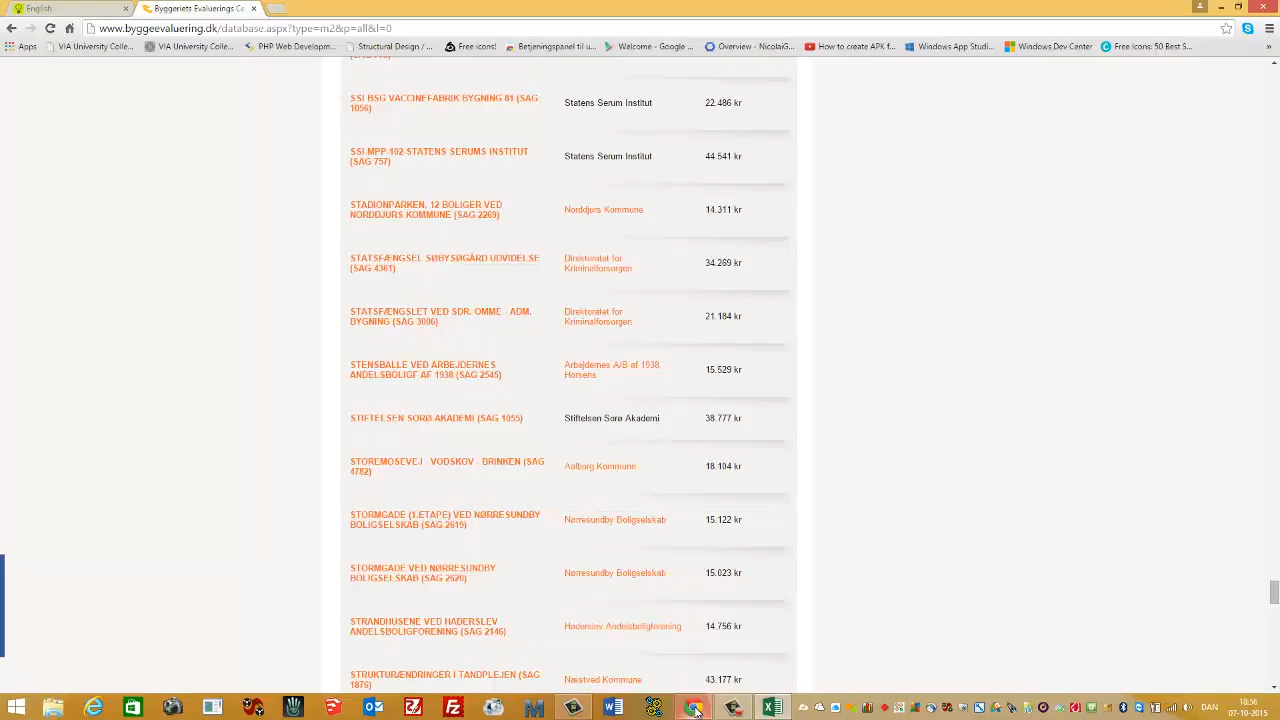 English
Byggeriets Evaluerings Ce
www.byggeevaluering.dk/database.aspx?type=m2&p=all&l=0
Apps
VIA University Colle...
VIA University Colle...
PHP Web Developme...
Structural Design / ...
Free icons!
Betjeningspanel til u...
Welcome - Google ...
Overview - NicolaiG...
How to create APK f...
Windows App Studio...
Windows Dev Center
Free Icons: 50 Best S...
»
SSI BSG VACCINEFABRIK BYGNING 81 (SAG
1056)
Statens Serum Institut
22.486 kr
SSI MPP-102-STATENS SERUMS INSTITUT
(SAG 757)
Statens Serum Institut
44.541 kr
STADIONPARKEN, 12 BOLIGER VED
NORDDJURS KOMMUNE (SAG 2269)
Norddjurs Kommune
14.311 kr
STATSFÆNGSEL SØBYSØGÅRD UDVIDELSE
(SAG 4361)
Direktoratet for
Kriminalforsorgen
34.269 kr
STATSFÆNGSLET VED SDR. OMME - ADM.
BYGNING (SAG 3006)
Direktoratet for
Kriminalforsorgen
21.184 kr
STENSBALLE VED ARBEJDERNES
ANDELSBOLIGF AF 1938 (SAG 2545)
Arbejdernes A/B af 1938,
Horsens
15.529 kr
STIFTELSEN SORØ AKADEMI (SAG 1055)
Stiftelsen Sorø Akademi
38.777 kr
STOREMOSEVEJ - VODSKOV - BRINKEN (SAG
4782)
Aalborg Kommune
18.104 kr
STORMGADE (1.ETAPE) VED NØRRESUNDBY
BOLIGSELSKAB (SAG 2619)
Nørresundby Boligselskab
15.122 kr
STORMGADE VED NØRRESUNDBY
BOLIGSELSKAB (SAG 2620)
Nørresundby Boligselskab
15.023 kr
STRANDHUSENE VED HADERSLEV
ANDELSBOLIGFORENING (SAG 2146)
Haderslev Andelsboligforening
14.756 kr
STRUKTURÆNDRINGER I TANDPLEJEN (SAG
1876)
Næstved Kommune
43.177 kr
DAN
18:56
07-10-2015